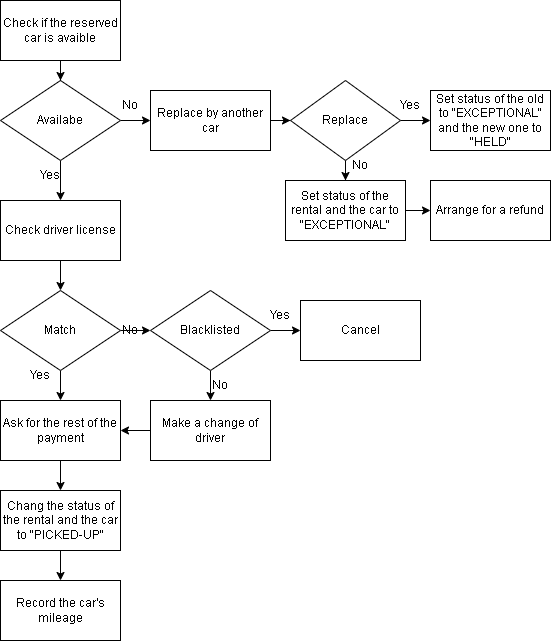 Check if the reserved
car is avaible
Availabe
No
Replace by another
car
Replace
Yes
Set status of the old
to "EXCEPTIONAL"
and the new one to
"HELD"
No
Set status of the
rental and the car to
"EXCEPTIONAL"
Arrange for a refund
Yes
Check driver license
Match
No
Blacklisted
Yes
Cancel
Yes
No
Ask for the rest of the
payment
Make a change of
driver
Chang the status of
the rental and the car
to "PICKED-UP"
Record the car's
mileage